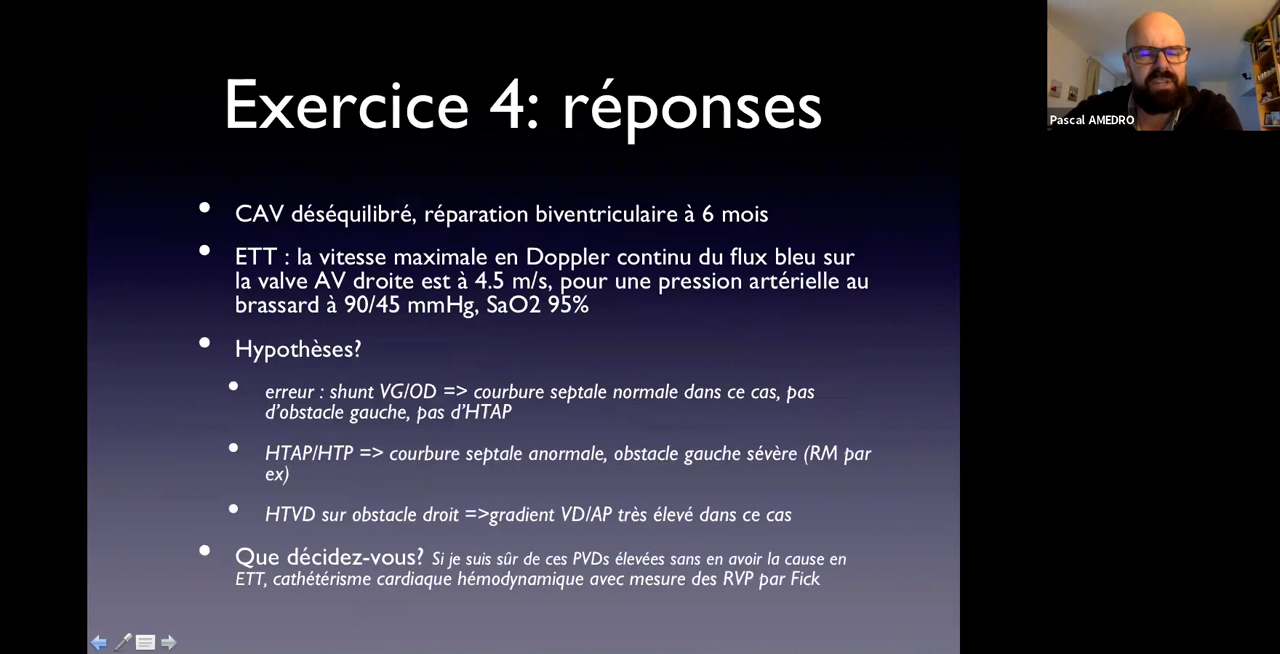 Exercice 4: réponses
Pascal AMEDRO
• CAV déséquilibré, réparation biventriculaire à 6 mois
• ETT : la vitesse maximale en Doppler continu du flux bleu sur
la valve AV droite est à 4.5 m/s, pour une pression artérielle au
brassard à 90/45 mmHg, SaO2 95%
• Hypothèses?
• erreur : shunt VG/OD => courbure septale normale dans ce cas, pas
d'obstacle gauche, pas d'HTAP
• HTAP/HTP => courbure septale anormale, obstacle gauche sévère (RM par
ex)
• HTVD sur obstacle droit =>gradient VD/AP très élevé dans ce cas
• Que décidez-vous? Si je suis sûr de ces PVDs élevées sans en avoir la cause en
ETT, cathétérisme cardiaque hémodynamique avec mesure des RVP par Fick